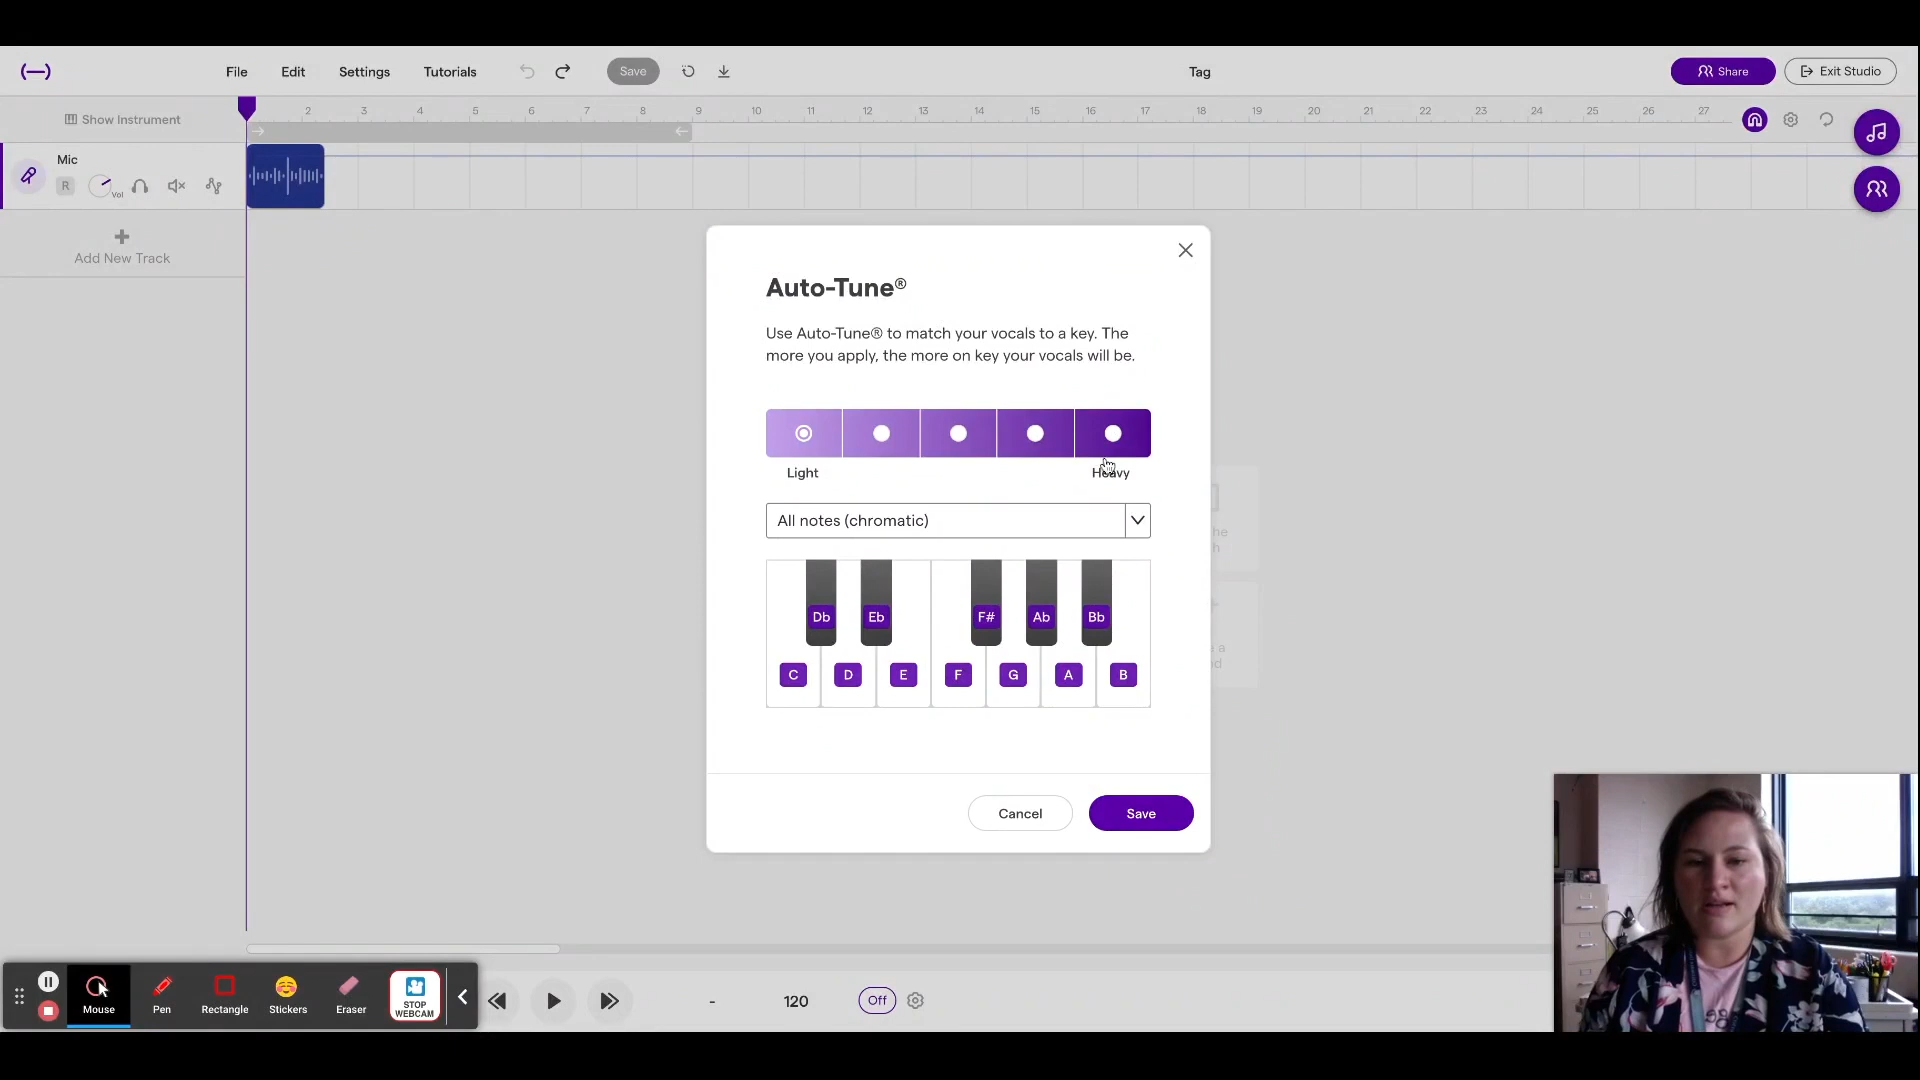 File Edit Settings Tutorials Save Tag Share Exit Studio
Show Instrument
2 3 4 5 6 7 8 9 10 11 12 13 14 15 16 17 18 19 20 21 22 23 24 25 26 27
Mic
R Vol
Add New Track
Auto-Tune®
Use Auto-Tune® to match your vocals to a key. The
more you apply, the more on key your vocals will be.
Light Heavy
All notes (chromatic)
Db Eb F# Ab Bb
C D E F G A B
Cancel Save
Mouse Pen Rectangle Stickers Eraser STOP
WEBCAM
- 120 Off